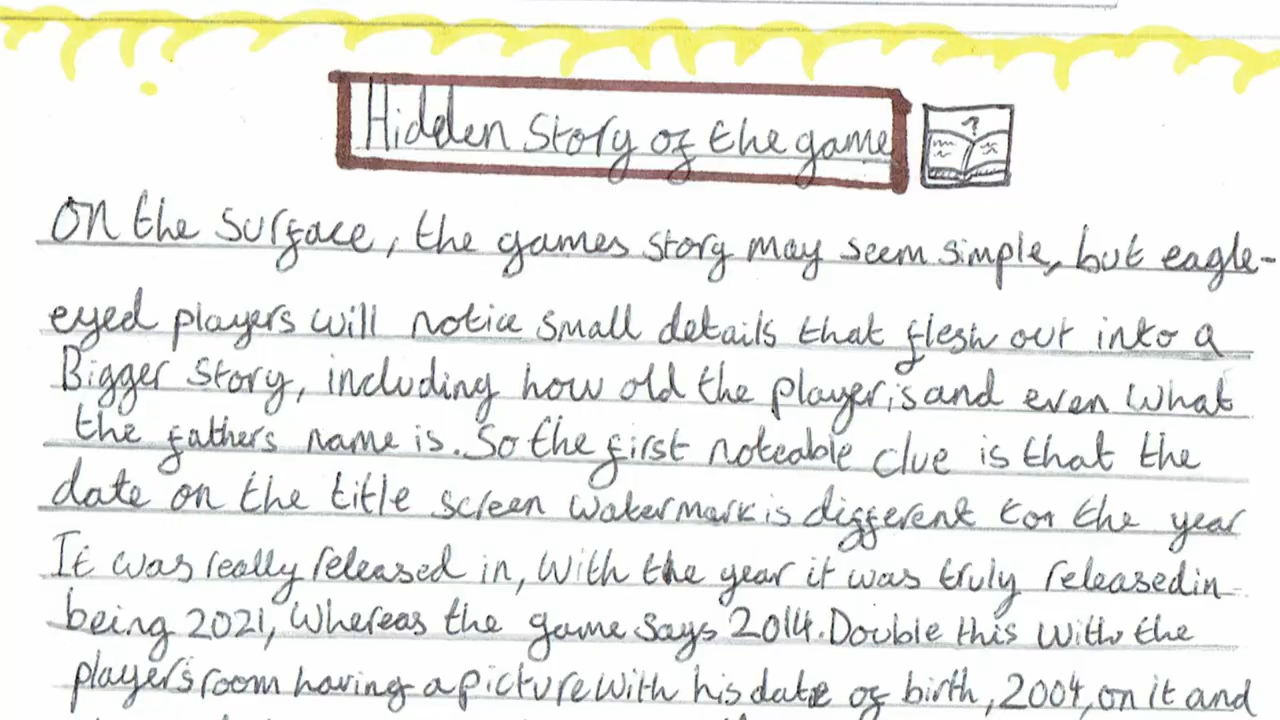 Hidden Story of the game
?
On the surface, the games story may seem simple, but eagle-
eyed players will notice small details that flesh out into a
Bigger story, including how old the player is and even what
the fathers name is. So the first noteable clue is that the
date on the title screen watermark is different for the year
It was really released in, With the year it was truly released in
being 2021, Whereas the game says 2014. Double this with the
player's room having a picture with his date of birth, 2004, on it and